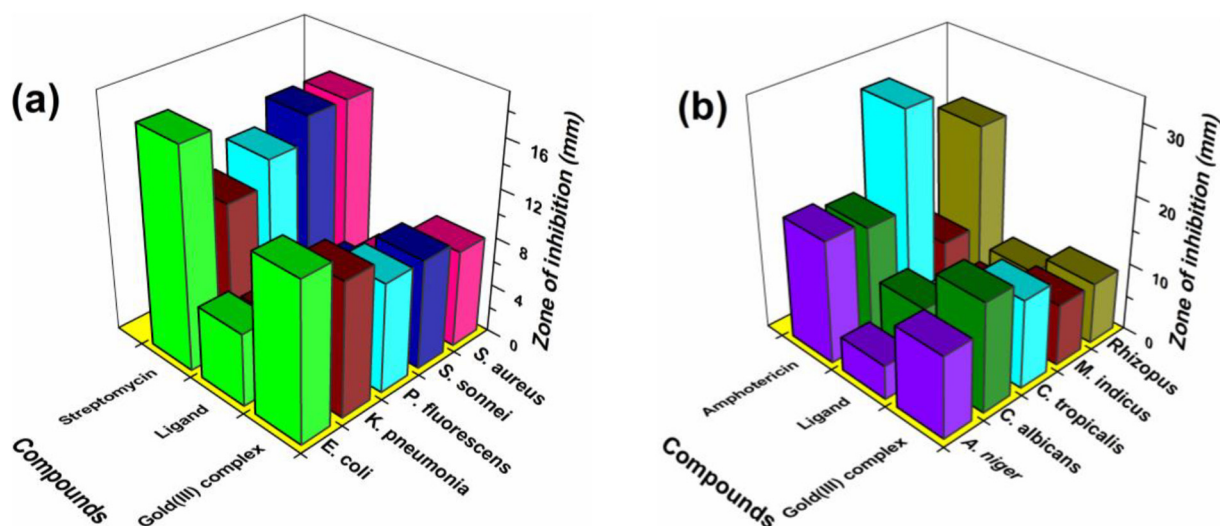 (a)
16
12
8
4
0
Zone of inhibition (mm)
S. aureus
S. sonnei
P. fluorescens
K. pneumonia
E. coli
Streptomycin
Ligand
Gold(III) complex
Compounds
(b)
30
20
10
0
Zone of inhibition (mm)
Rhizopus
M. indicus
C. tropicalis
C. albicans
A. niger
Amphotericin
Ligand
Gold(III) complex
Compounds